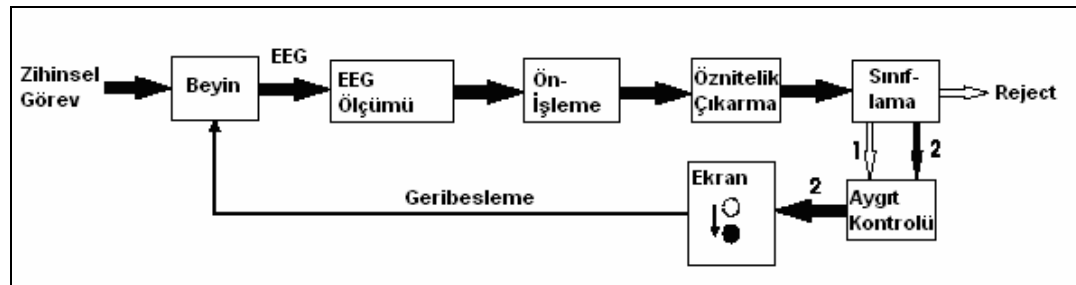 Zihinsel
Görev
Beyin
EEG
EEG
Ölçümü
Ön-
İşleme
Öznitelik
Çıkarma
Sınıf-
lama
Reject
1
2
Aygıt
Kontrolü
2
Ekran
Geribesleme